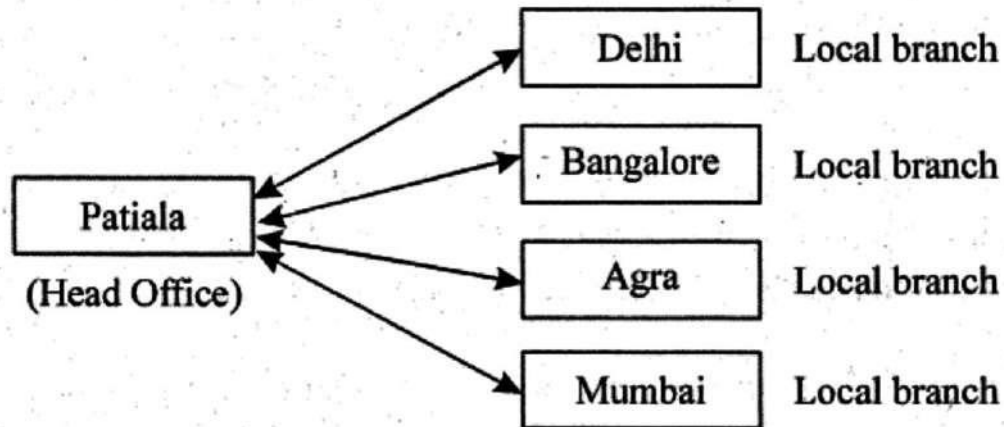 Delhi Local branch
Bangalore Local branch
Patiala
Agra Local branch
(Head Office)
Mumbai Local branch